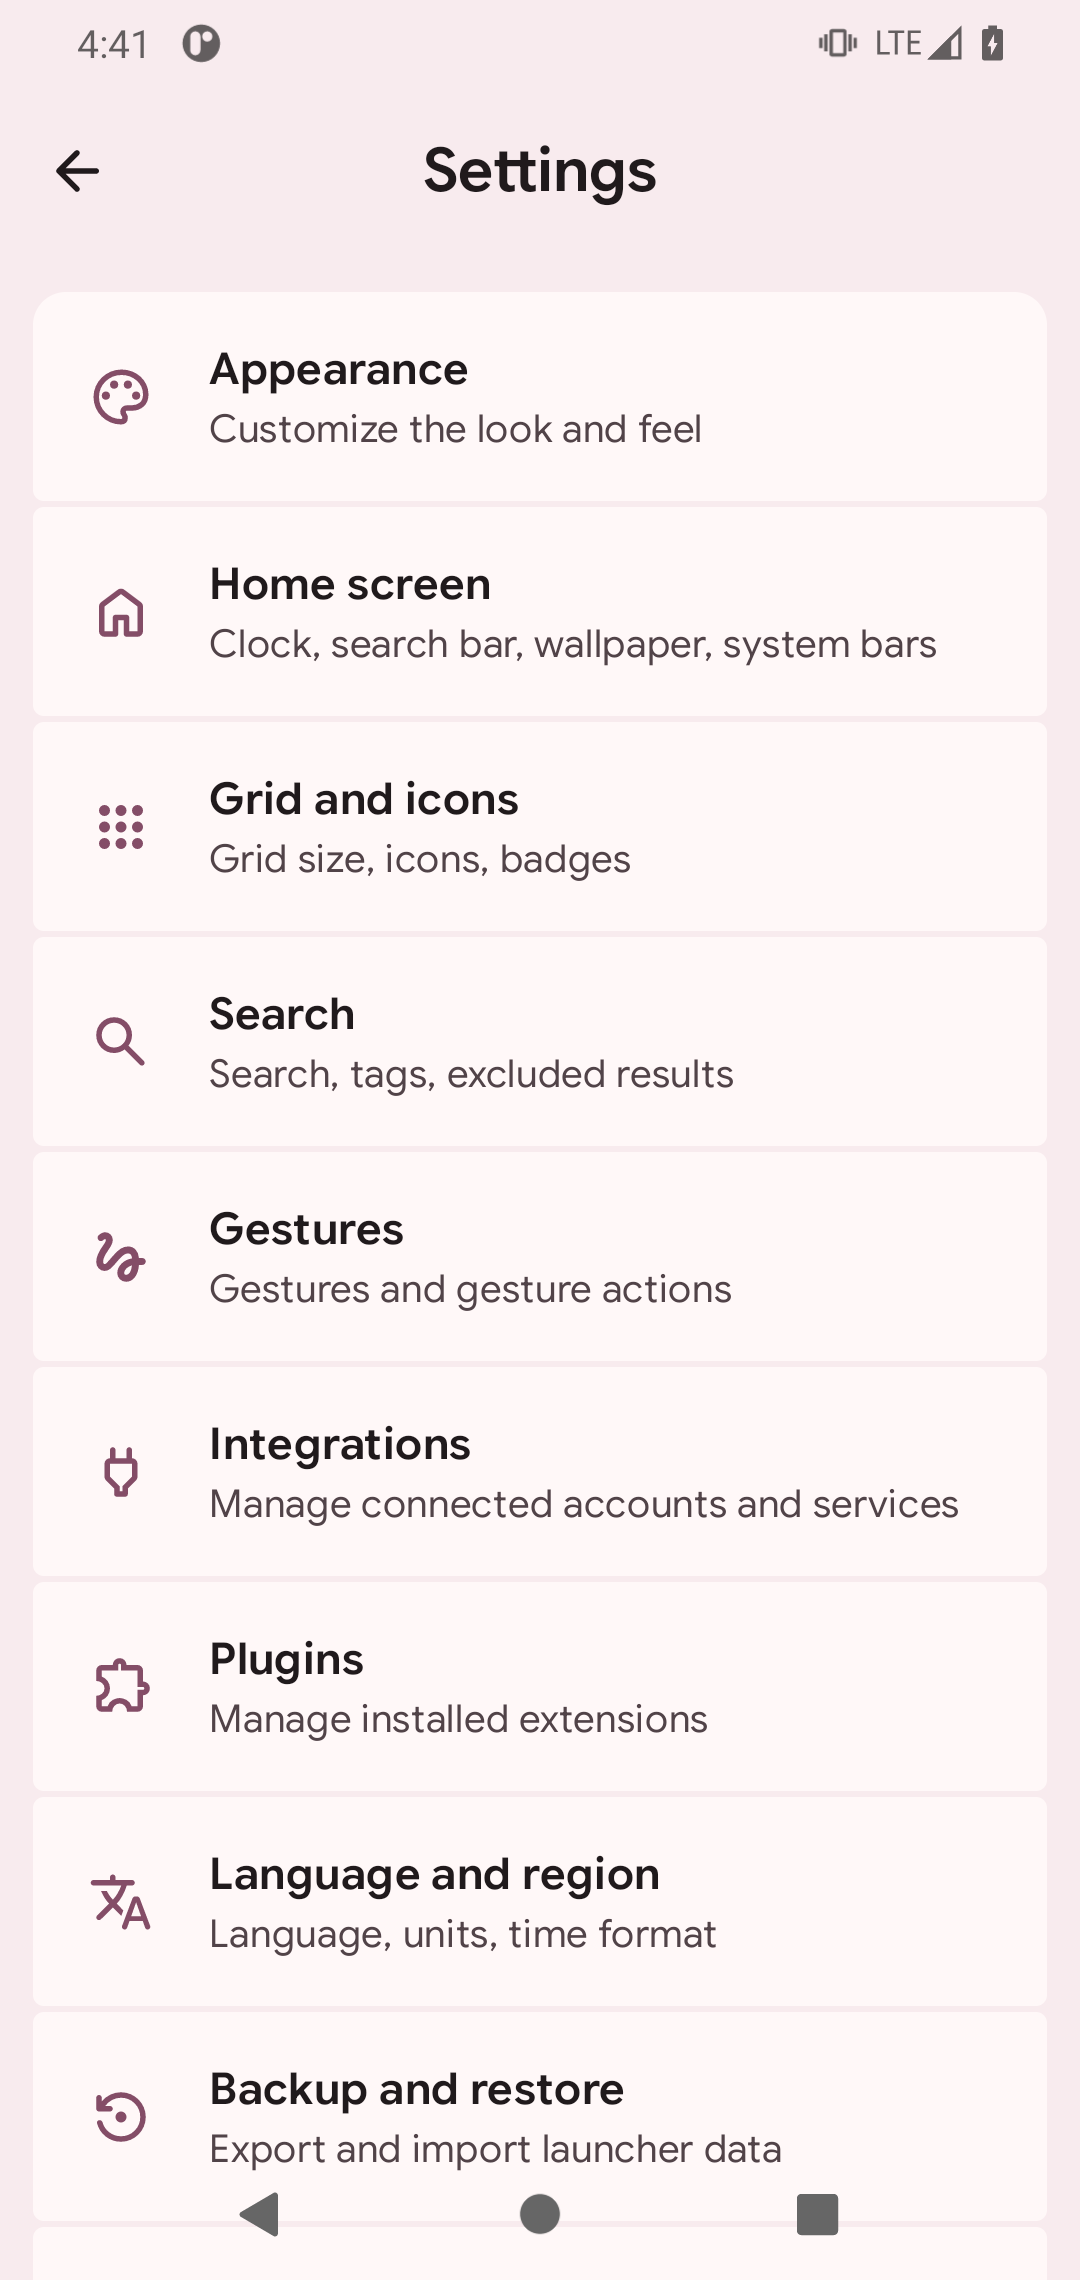 4:41
LTE
Settings
Appearance
Customize the look and feel
Home screen
Clock, search bar, wallpaper, system bars
Grid and icons
Grid size, icons, badges
Search
Search, tags, excluded results
Gestures
Gestures and gesture actions
Integrations
Manage connected accounts and services
Plugins
Manage installed extensions
Language and region
Language, units, time format
Backup and restore
Export and import launcher data